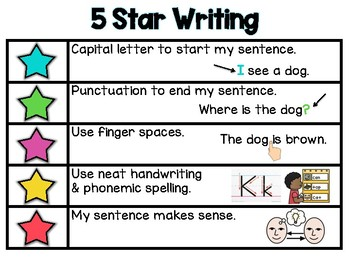 5 Star Writing
Capital letter to start my sentence.
I see a dog.
Punctuation to end my sentence.
Where is the dog?
Use finger spaces.
The dog is brown.
Use neat handwriting
& phonemic spelling.
Kk
My sentence makes sense.